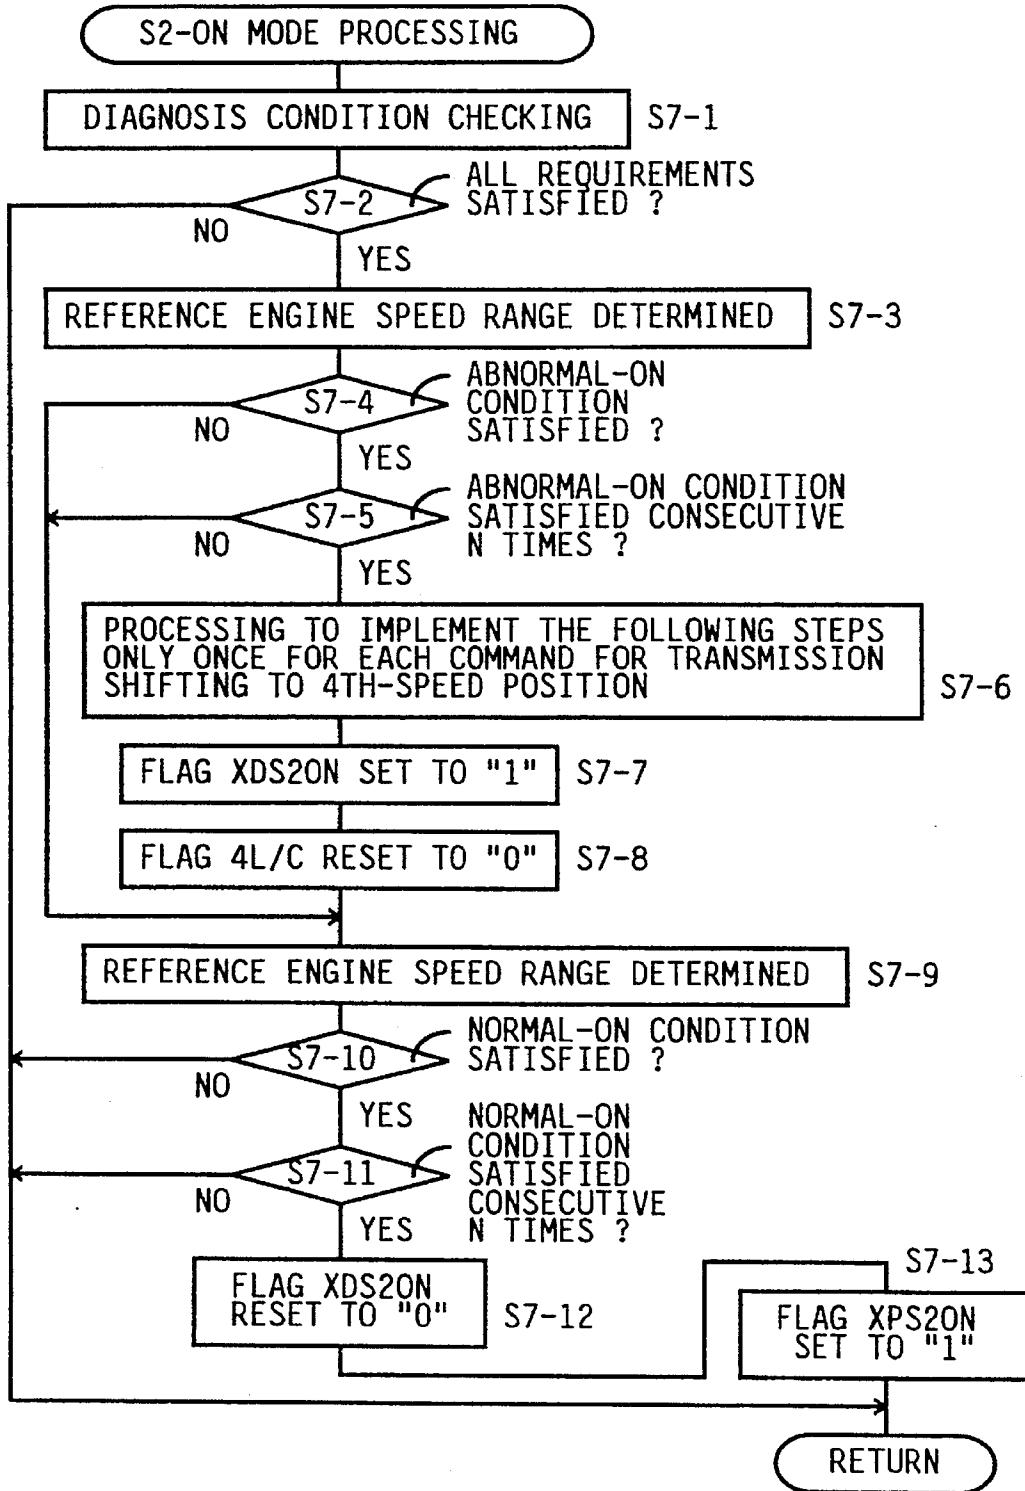 S2-ON MODE PROCESSING
DIAGNOSIS CONDITION CHECKING
S7-1
ALL REQUIREMENTS
SATISFIED ?
S7-2
NO
YES
REFERENCE ENGINE SPEED RANGE DETERMINED
S7-3
ABNORMAL-ON
CONDITION
SATISFIED ?
S7-4
NO
YES
ABNORMAL-ON CONDITION
SATISFIED CONSECUTIVE
N TIMES ?
S7-5
NO
YES
PROCESSING TO IMPLEMENT THE FOLLOWING STEPS
ONLY ONCE FOR EACH COMMAND FOR TRANSMISSION
SHIFTING TO 4TH-SPEED POSITION
S7-6
FLAG XDS2ON SET TO "1"
S7-7
FLAG 4L/C RESET TO "0"
S7-8
REFERENCE ENGINE SPEED RANGE DETERMINED
S7-9
NORMAL-ON CONDITION
SATISFIED ?
S7-10
NO
YES
NORMAL-ON
CONDITION
SATISFIED
CONSECUTIVE
N TIMES ?
S7-11
NO
YES
FLAG XDS2ON
RESET TO "0"
S7-12
S7-13
FLAG XPS2ON
SET TO "1"
RETURN